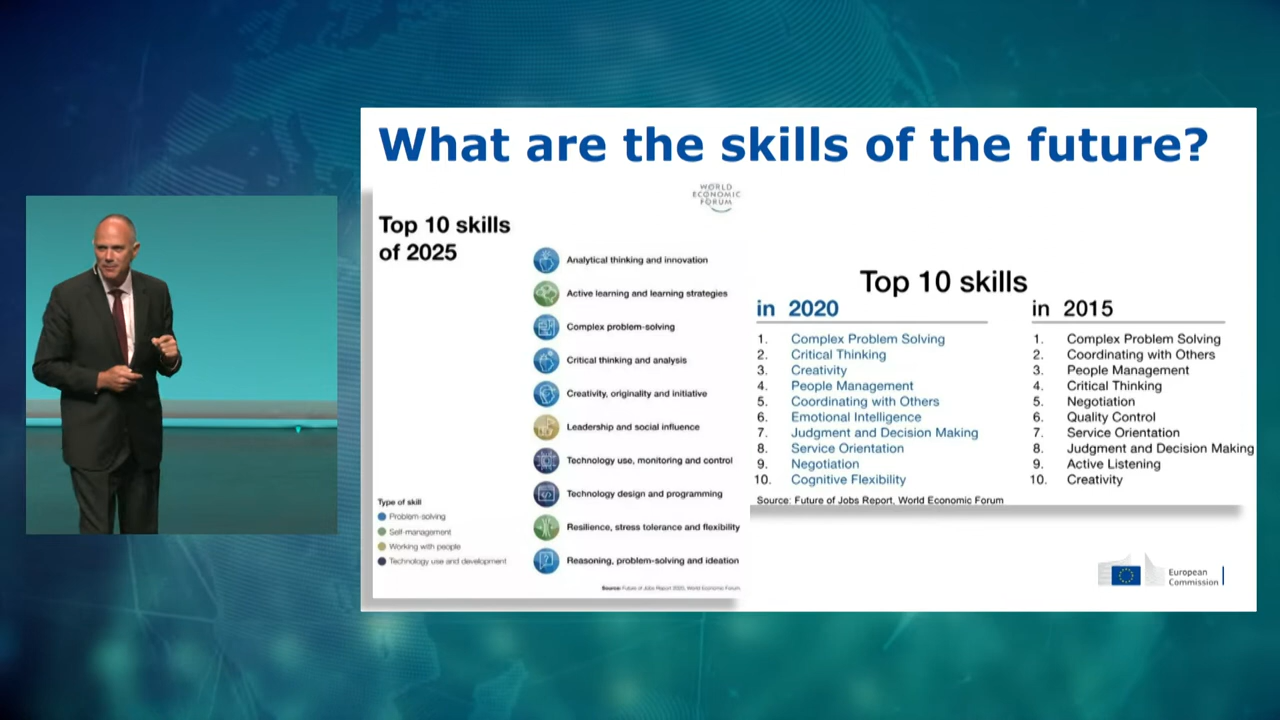 What are the skills of the future?
WORLD
ECONOMIC
FORUM
Top 10 skills
of 2025
Analytical thinking and innovation
Active learning and learning strategies
Complex problem-solving
Critical thinking and analysis
Creativity, originality and initiative
Leadership and social influence
Technology use, monitoring and control
Technology design and programming
Resilience, stress tolerance and flexibility
Reasoning, problem-solving and ideation
Type of skill
Problem-solving
Self-management
Working with people
Technology use and development
Source: Future of Jobs Report 2020, World Economic Forum
Top 10 skills
in 2020
1. Complex Problem Solving
2. Critical Thinking
3. Creativity
4. People Management
5. Coordinating with Others
6. Emotional Intelligence
7. Judgment and Decision Making
8. Service Orientation
9. Negotiation
10. Cognitive Flexibility
in 2015
1. Complex Problem Solving
2. Coordinating with Others
3. People Management
4. Critical Thinking
5. Negotiation
6. Quality Control
7. Service Orientation
8. Judgment and Decision Making
9. Active Listening
10. Creativity
Source: Future of Jobs Report, World Economic Forum
European
Commission